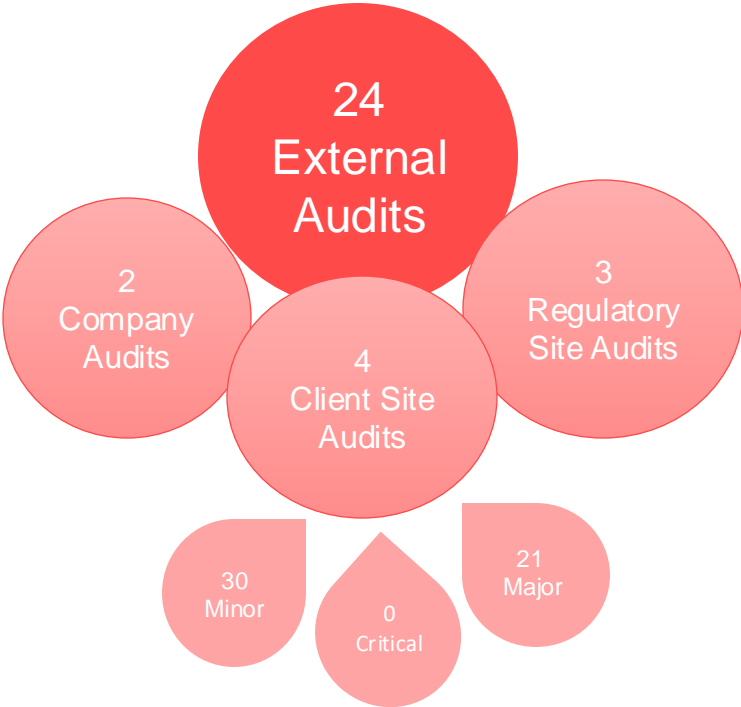 24
External
Audits
2
Company
Audits
4
Client Site
Audits
3
Regulatory
Site Audits
30
Minor
0
Critical
21
Major